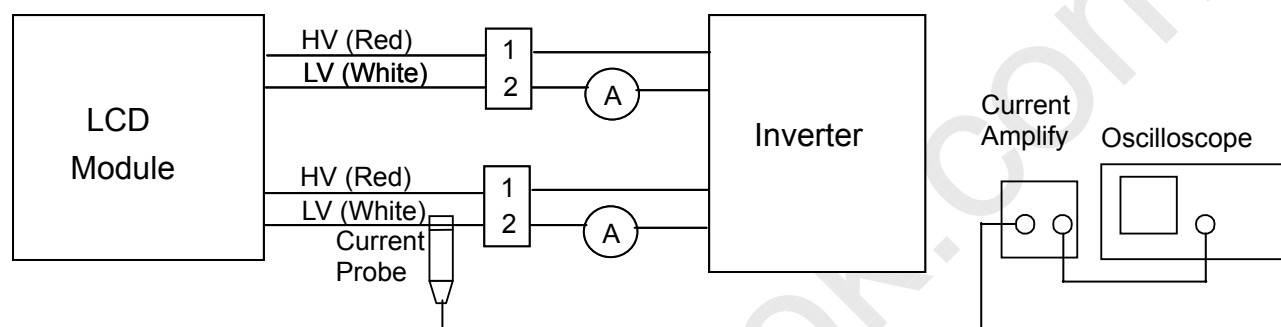 LCD
Module
HV (Red)
LV (White)
1
2
A
HV (Red)
LV (White)
Current
Probe
1
2
A
Inverter
Current
Amplify
Oscilloscope